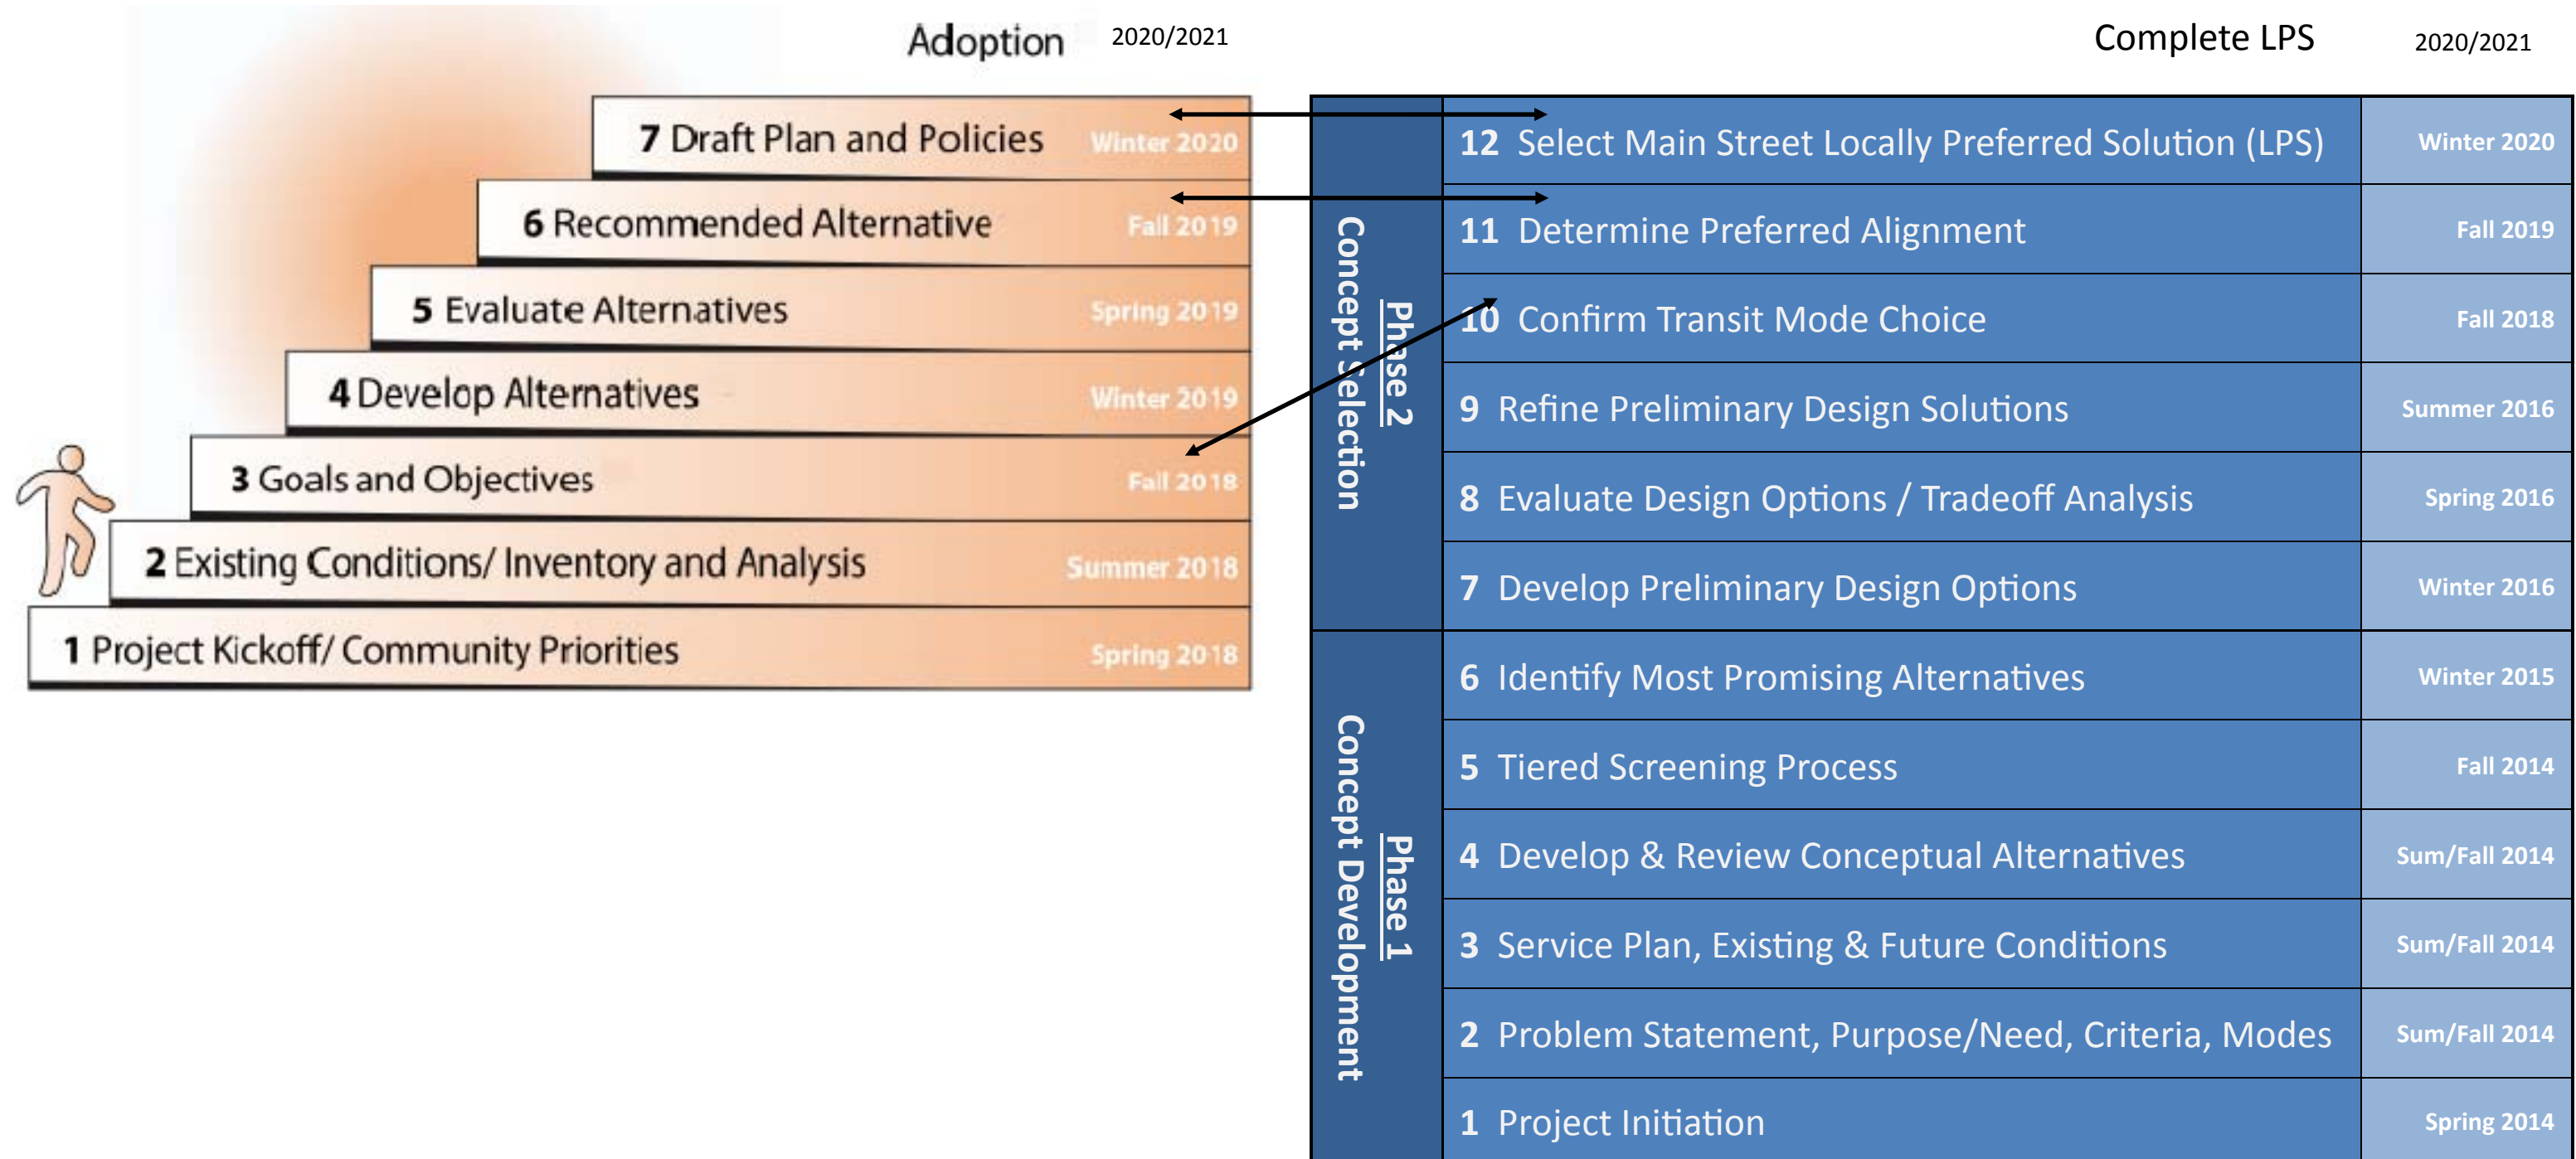 Adoption 2020/2021
7 Draft Plan and Policies Winter 2020
6 Recommended Alternative Fall 2019
5 Evaluate Alternatives Spring 2019
4 Develop Alternatives Winter 2019
3 Goals and Objectives Fall 2018
2 Existing Conditions/ Inventory and Analysis Summer 2018
1 Project Kickoff/ Community Priorities Spring 2018
Complete LPS 2020/2021
Phase 2
Concept Selection
12 Select Main Street Locally Preferred Solution (LPS) Winter 2020
11 Determine Preferred Alignment Fall 2019
10 Confirm Transit Mode Choice Fall 2018
9 Refine Preliminary Design Solutions Summer 2016
8 Evaluate Design Options / Tradeoff Analysis Spring 2016
7 Develop Preliminary Design Options Winter 2016
Phase 1
Concept Development
6 Identify Most Promising Alternatives Winter 2015
5 Tiered Screening Process Fall 2014
4 Develop & Review Conceptual Alternatives Sum/Fall 2014
3 Service Plan, Existing & Future Conditions Sum/Fall 2014
2 Problem Statement, Purpose/Need, Criteria, Modes Sum/Fall 2014
1 Project Initiation Spring 2014